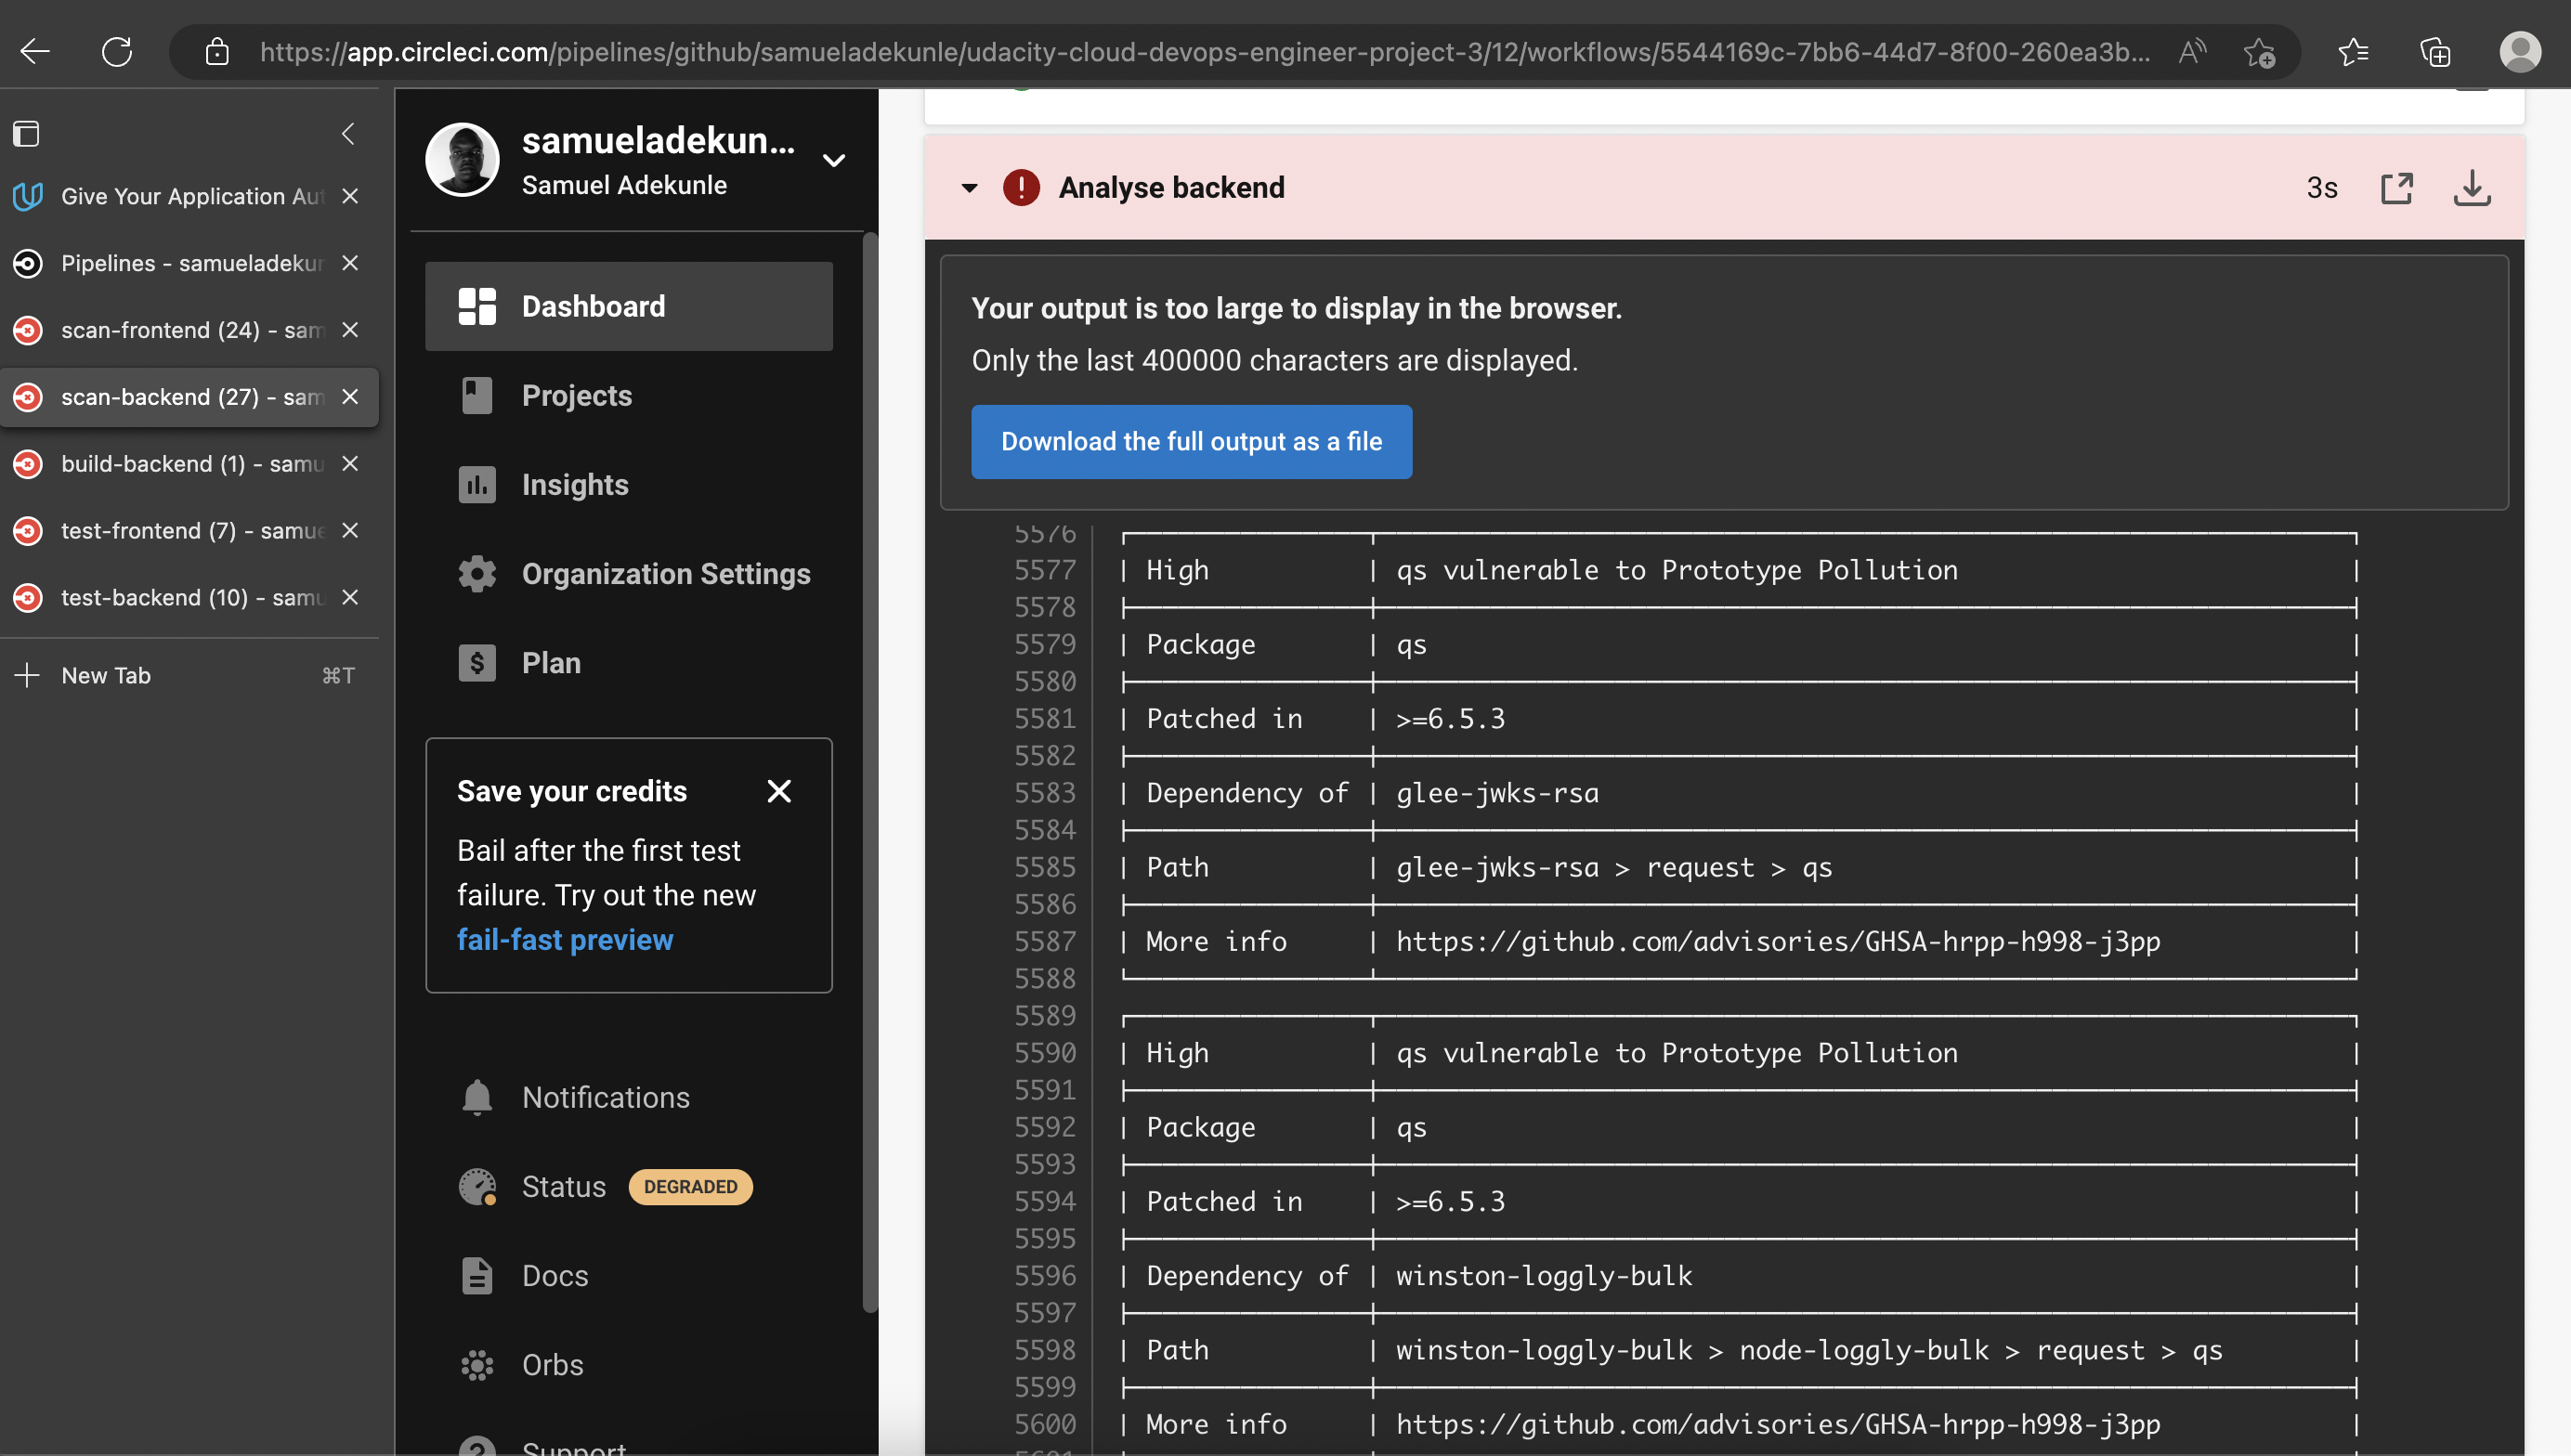 https://app.circleci.com/pipelines/github/samueladekunle/udacity-cloud-devops-engineer-project-3/12/workflows/5544169c-7bb6-44d7-8f00-260ea3b...
Give Your Application Aut
Pipelines - samueladekun
scan-frontend (24) - sam
scan-backend (27) - sam
build-backend (1) - samu
test-frontend (7) - samue
test-backend (10) - samu
New Tab ⌘T
samueladekun...
Samuel Adekunle
Dashboard
Projects
Insights
Organization Settings
Plan
Save your credits
Bail after the first test
failure. Try out the new
fail-fast preview
Notifications
Status DEGRADED
Docs
Orbs
Support
Analyse backend 3s
Your output is too large to display in the browser.
Only the last 400000 characters are displayed.
Download the full output as a file
5576
5577 | High | qs vulnerable to Prototype Pollution |
5578
5579 | Package | qs |
5580
5581 | Patched in | >=6.5.3 |
5582
5583 | Dependency of | glee-jwks-rsa |
5584
5585 | Path | glee-jwks-rsa > request > qs |
5586
5587 | More info | https://github.com/advisories/GHSA-hrpp-h998-j3pp |
5588
5589
5590 | High | qs vulnerable to Prototype Pollution |
5591
5592 | Package | qs |
5593
5594 | Patched in | >=6.5.3 |
5595
5596 | Dependency of | winston-loggly-bulk |
5597
5598 | Path | winston-loggly-bulk > node-loggly-bulk > request > qs |
5599
5600 | More info | https://github.com/advisories/GHSA-hrpp-h998-j3pp |
5601